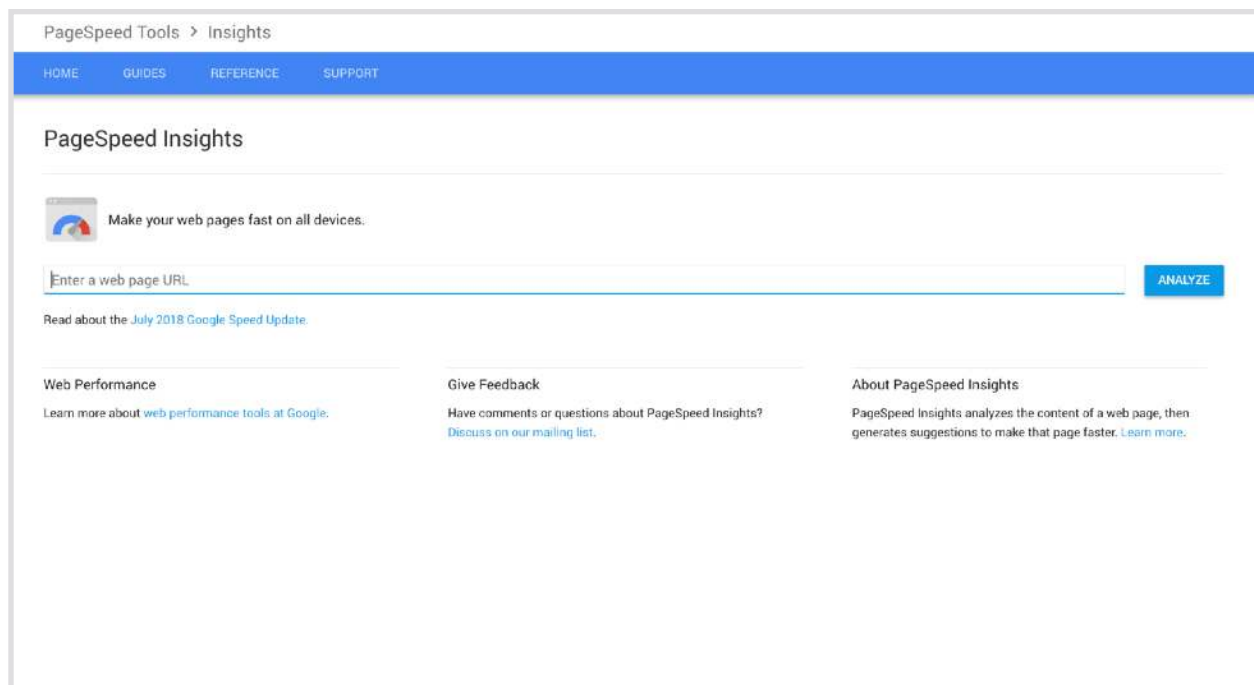 PageSpeed Tools > Insights
HOME GUIDES REFERENCE SUPPORT
PageSpeed Insights
Make your web pages fast on all devices.
Enter a web page URL
ANALYZE
Read about the July 2018 Google Speed Update.
Web Performance
Learn more about web performance tools at Google.
Give Feedback
Have comments or questions about PageSpeed Insights?
Discuss on our mailing list.
About PageSpeed Insights
PageSpeed Insights analyzes the content of a web page, then
generates suggestions to make that page faster. Learn more.